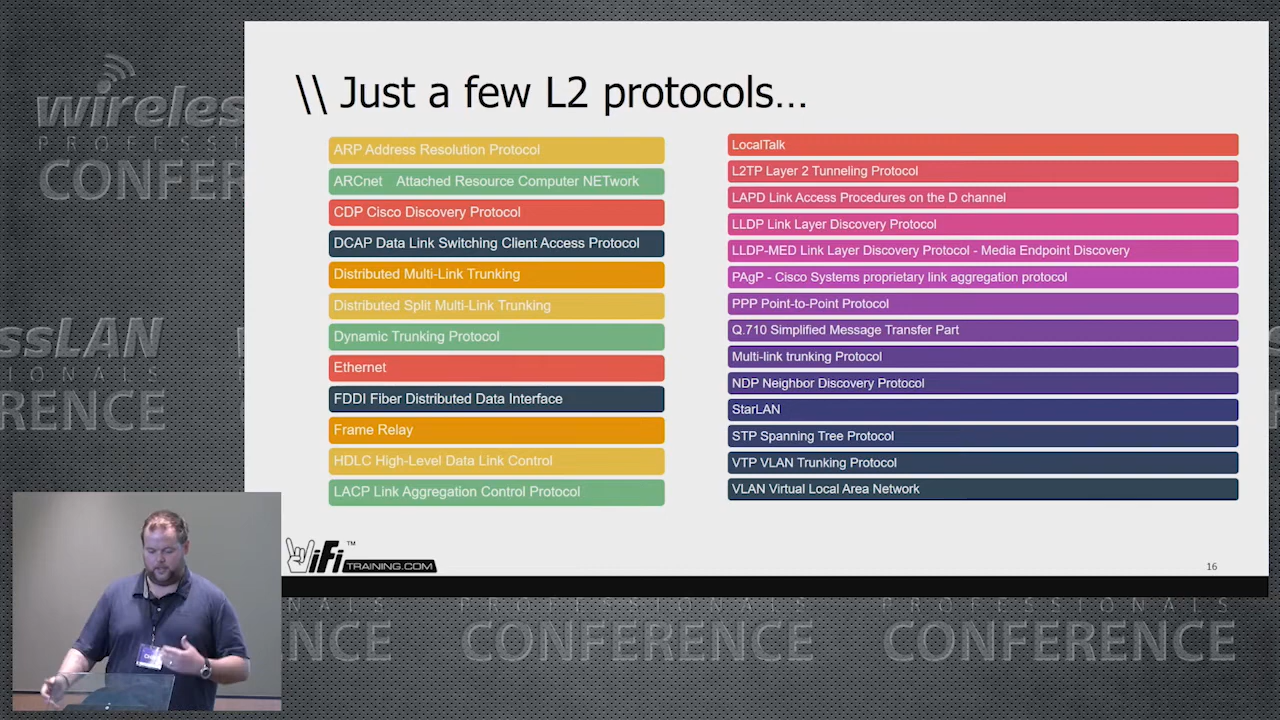 \\ Just a few L2 protocols...
ARP Address Resolution Protocol
ARCnet Attached Resource Computer NETwork
CDP Cisco Discovery Protocol
DCAP Data Link Switching Client Access Protocol
Distributed Multi-Link Trunking
Distributed Split Multi-Link Trunking
Dynamic Trunking Protocol
Ethernet
FDDI Fiber Distributed Data Interface
Frame Relay
HDLC High-Level Data Link Control
LACP Link Aggregation Control Protocol
LocalTalk
L2TP Layer 2 Tunneling Protocol
LAPD Link Access Procedures on the D channel
LLDP Link Layer Discovery Protocol
LLDP-MED Link Layer Discovery Protocol - Media Endpoint Discovery
PAgP - Cisco Systems proprietary link aggregation protocol
PPP Point-to-Point Protocol
Q.710 Simplified Message Transfer Part
Multi-link trunking Protocol
NDP Neighbor Discovery Protocol
StarLAN
STP Spanning Tree Protocol
VTP VLAN Trunking Protocol
VLAN Virtual Local Area Network
WiFi ™
TRAINING.COM
16
wireles
PROFESSI
CONFER
ssLAN
IONALS
RENCE
NALS
NCE
PROFESSIONALS
CONFERENCE
PROFESSIONALS
CONFERENCE